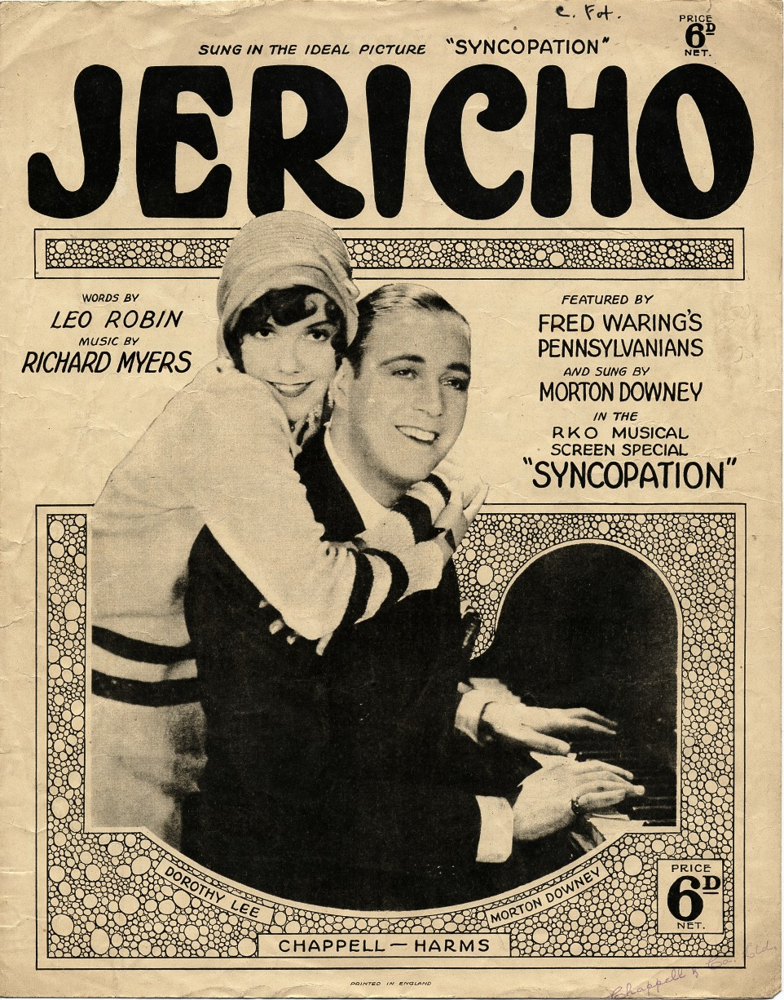 C. Fot.
PRICE
6D
NET.
SUNG IN THE IDEAL PICTURE "SYNCOPATION"
JERICHO
WORDS BY
LEO ROBIN
MUSIC BY
RICHARD MYERS
FEATURED BY
FRED WARING'S
PENNSYLVANIANS
AND SUNG BY
MORTON DOWNEY
IN THE
RKO MUSICAL
SCREEN SPECIAL
"SYNCOPATION"
DOROTHY LEE
MORTON DOWNEY
PRICE
6D
NET.
CHAPPELL — HARMS
PRINTED IN ENGLAND
Chappell & Co. Ltd.